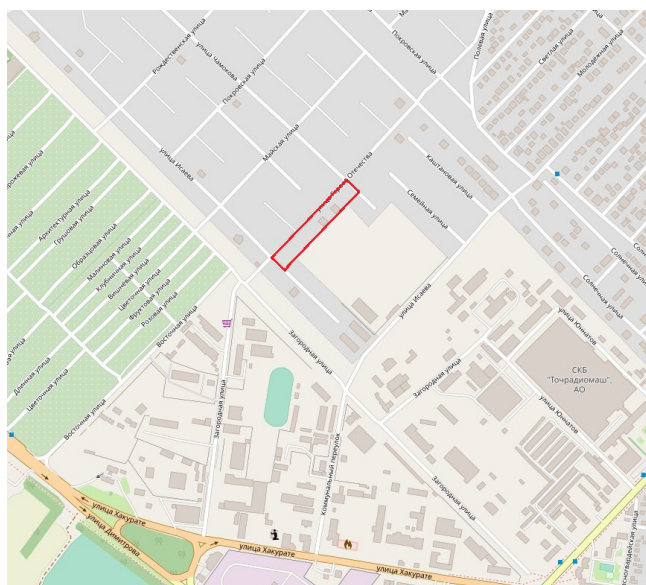 Рождественская улица
улица Чамокова
Покровская улица
Покровская улица
Полевая улица
Светлая улица
Молодёжная улица
Майская улица
улица Исаева
Отечества
Каштановая улица
Семейная улица
Архитектурная улица
Грушовая улица
Образцовая улица
Малиновая улица
Клубничная улица
Вишневая улица
Цветочная улица
Фруктовая улица
Розовая улица
Восточная улица
улица Исаева
Солнечная улица
Загородная улица
улица Юннатов
СКБ
"Точрадиомаш",
АО
Загородная улица
улица Юннатов
Длинная улица
Цветочная улица
Восточная улица
Загородная улица
Коммунальный переулок
Загородная улица
улица Хакурате
улица Димитрова
улица Хакурате
улица Хакурате